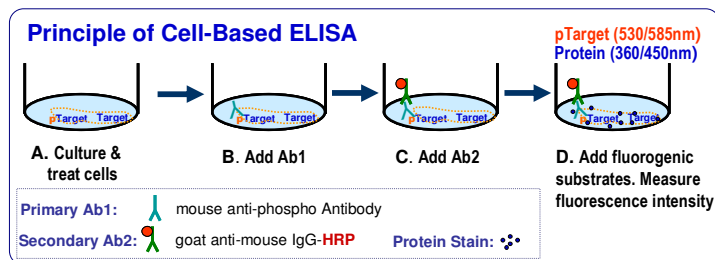 Principle of Cell-Based ELISA
pTarget (530/585nm)
Protein (360/450nm)
pTarget Target
pTarget Target
pTarget Target
pTarget Target
A. Culture & treat cells
B. Add Ab1
C. Add Ab2
D. Add fluorogenic substrates. Measure fluorescence intensity
Primary Ab1: mouse anti-phospho Antibody
Secondary Ab2: goat anti-mouse IgG-HRP
Protein Stain: